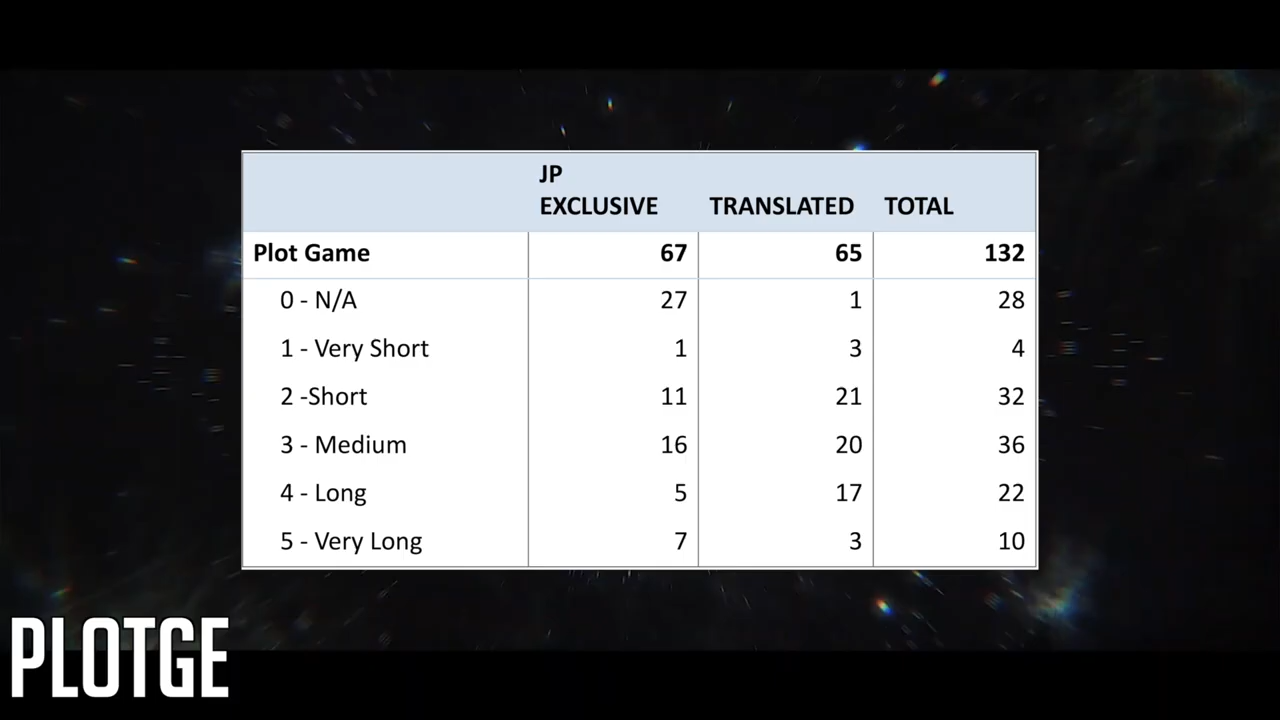 JP
EXCLUSIVE TRANSLATED TOTAL
Plot Game 67 65 132
0 - N/A 27 1 28
1 - Very Short 1 3 4
2 -Short 11 21 32
3 - Medium 16 20 36
4 - Long 5 17 22
5 - Very Long 7 3 10
PLOTGE